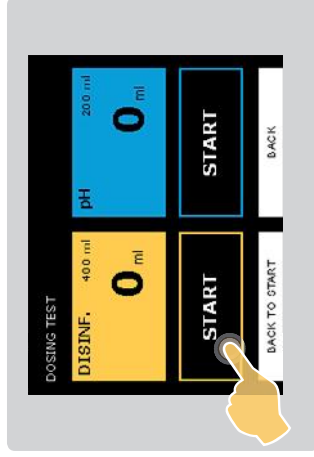 DOSING TEST
DISINF. 400 ml
0 ml
START
BACK TO START
pH 200 ml
0 ml
START
BACK